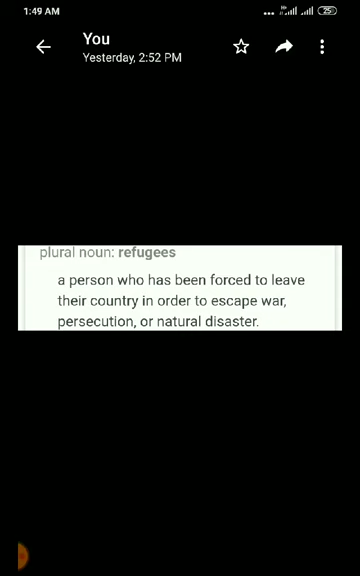 1:49 AM
25
You
Yesterday, 2:52 PM
plural noun: refugees
a person who has been forced to leave
their country in order to escape war,
persecution, or natural disaster.